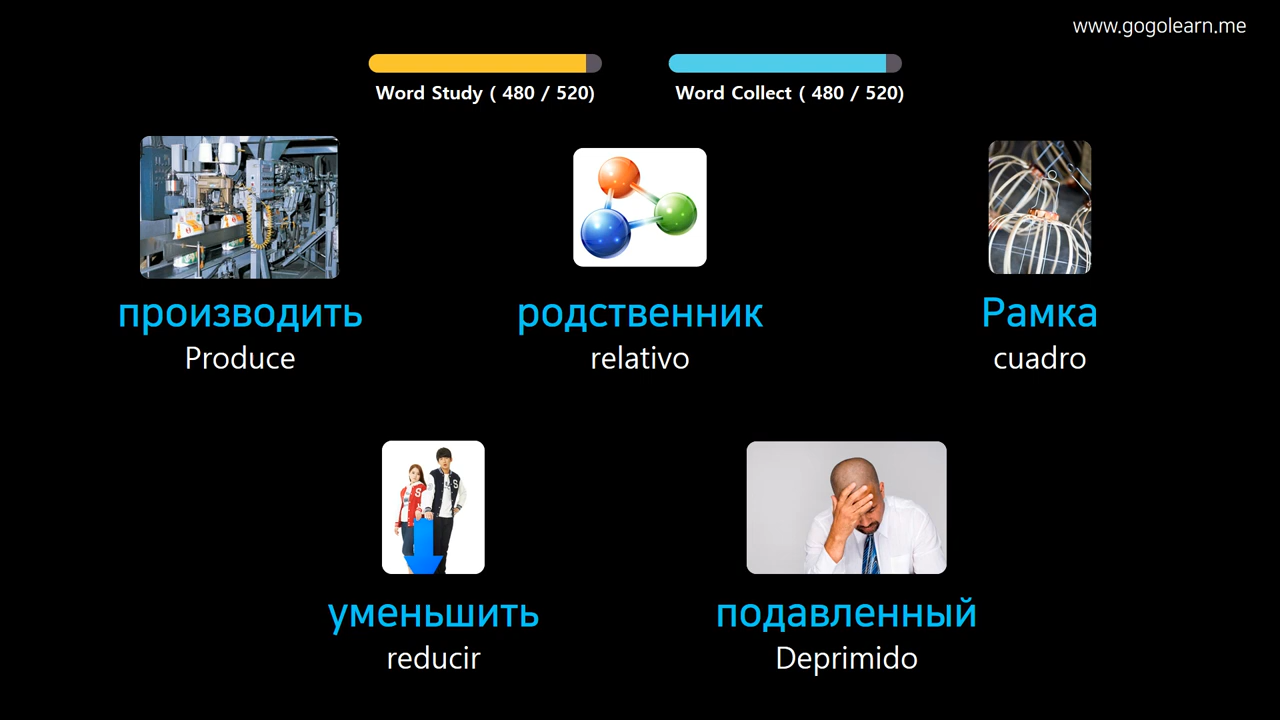 www.gogolearn.me
Word Study ( 480 / 520)
Word Collect ( 480 / 520)
производить
Produce
родственник
relativo
Рамка
cuadro
уменьшить
reducir
подавленный
Deprimido